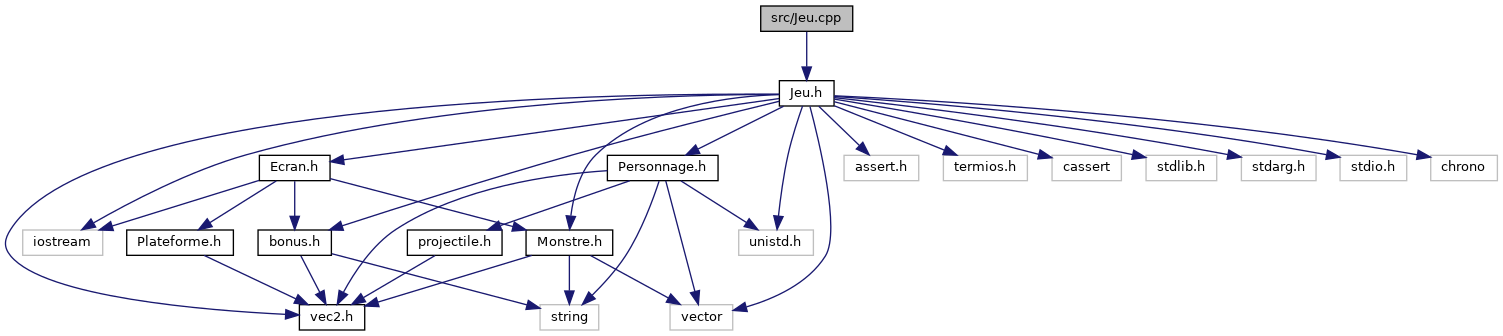 src/Jeu.cpp
Jeu.h
Ecran.h
Personnage.h
assert.h
termios.h
cassert
stdlib.h
stdarg.h
stdio.h
chrono
iostream
Plateforme.h
bonus.h
projectile.h
Monstre.h
unistd.h
vec2.h
string
vector